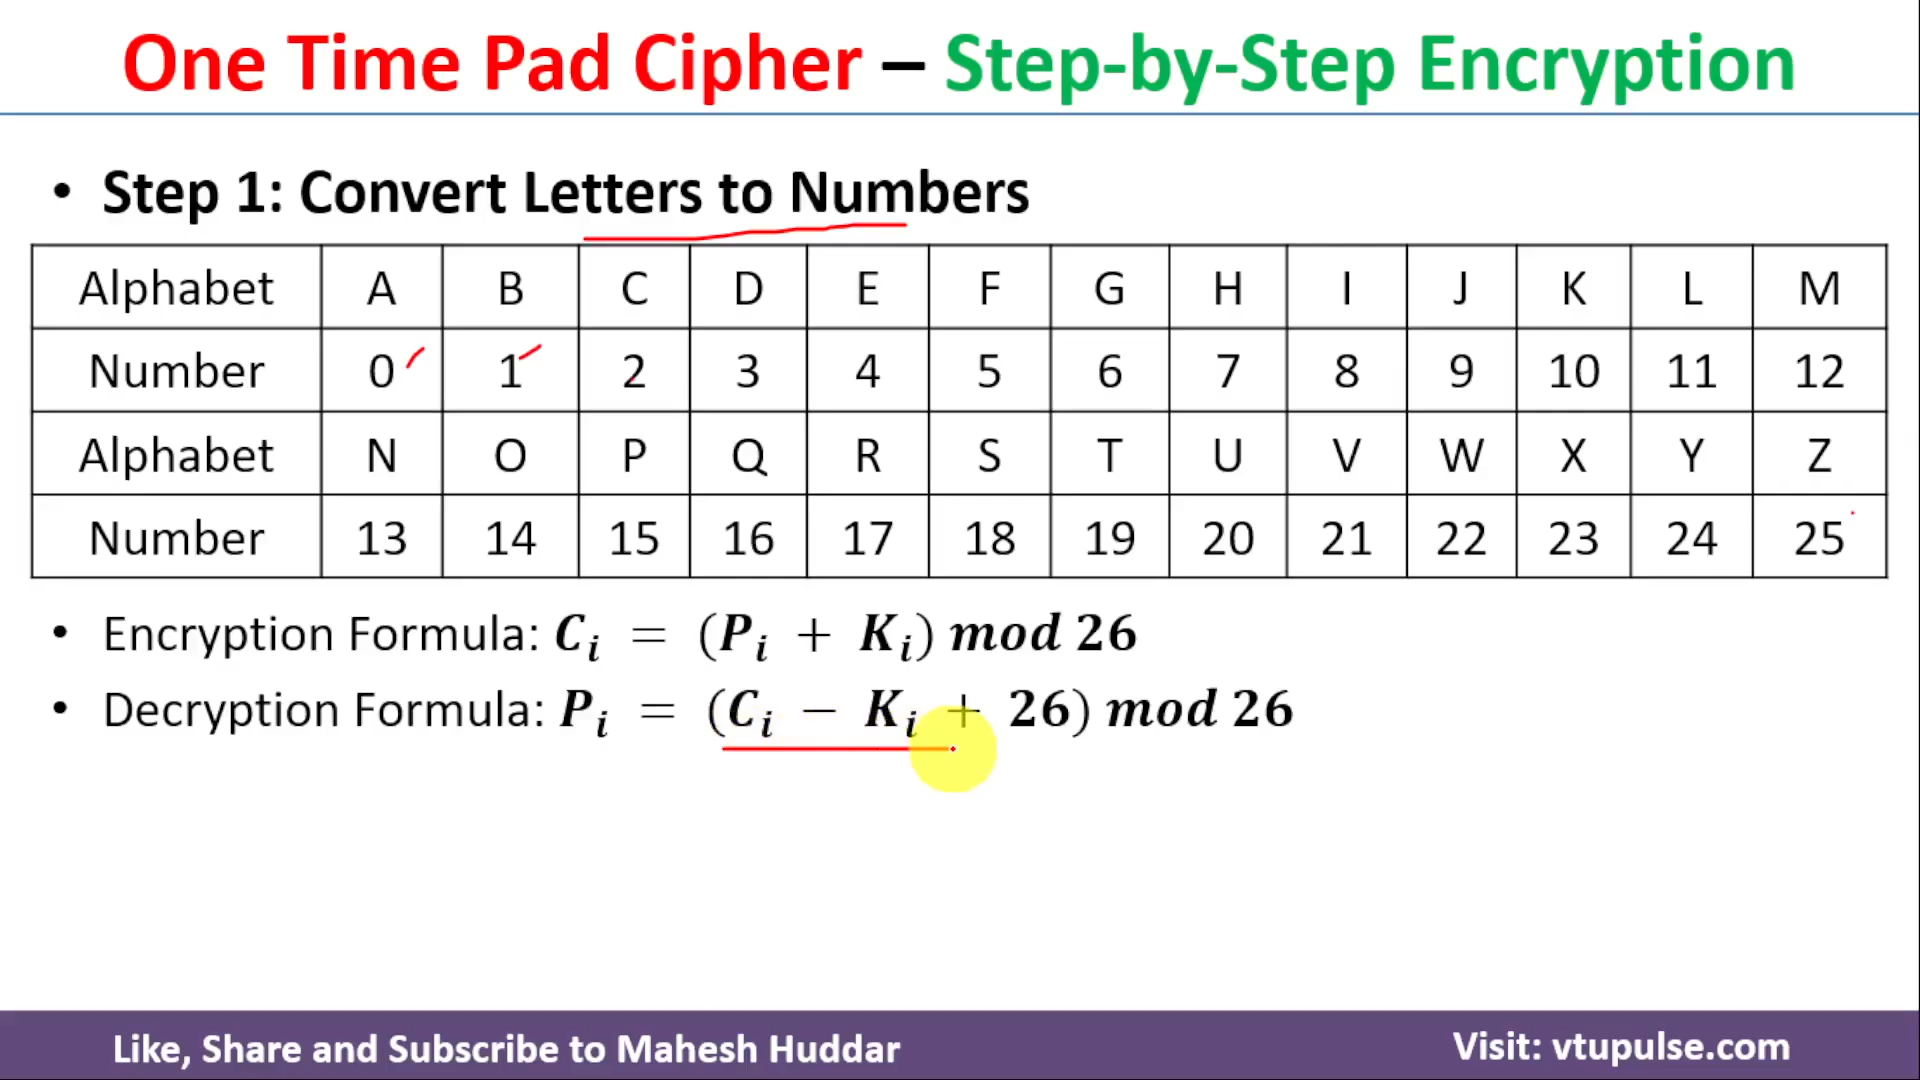 One Time Pad Cipher – Step-by-Step Encryption
• Step 1: Convert Letters to Numbers
Alphabet A B C D E F G H I J K L M
Number 0 1 2 3 4 5 6 7 8 9 10 11 12
Alphabet N O P Q R S T U V W X Y Z
Number 13 14 15 16 17 18 19 20 21 22 23 24 25
• Encryption Formula: Cᵢ = (Pᵢ + Kᵢ) mod 26
• Decryption Formula: Pᵢ = (Cᵢ − Kᵢ + 26) mod 26
Like, Share and Subscribe to Mahesh Huddar
Visit: vtupulse.com